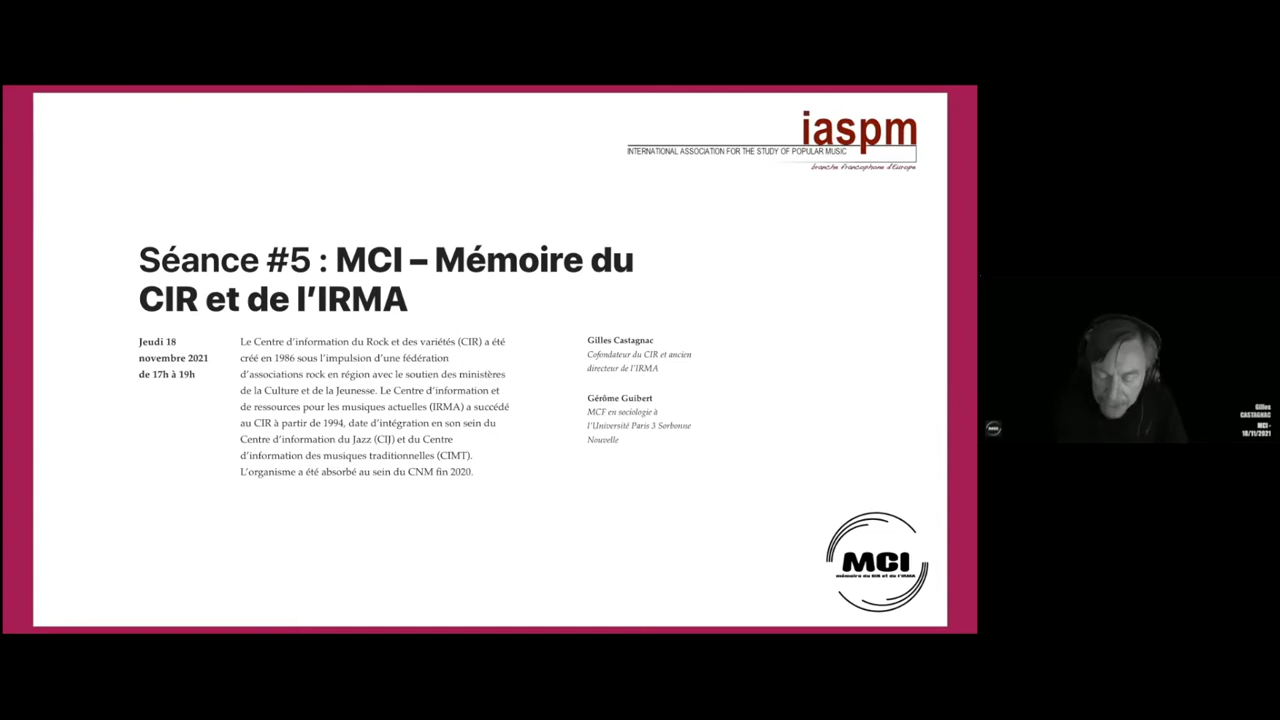 iaspm
INTERNATIONAL ASSOCIATION FOR THE STUDY OF POPULAR MUSIC
branche francophone d'Europe
Séance #5 : MCI – Mémoire du
CIR et de l’IRMA
Jeudi 18
novembre 2021
de 17h à 19h
Le Centre d’information du Rock et des variétés (CIR) a été
créé en 1986 sous l’impulsion d’une fédération
d’associations rock en région avec le soutien des ministères
de la Culture et de la Jeunesse. Le Centre d’information et
de ressources pour les musiques actuelles (IRMA) a succédé
au CIR à partir de 1994, date d’intégration en son sein du
Centre d’information du Jazz (CIJ) et du Centre
d’information des musiques traditionnelles (CIMT).
L’organisme a été absorbé au sein du CNM fin 2020.
Gilles Castagnac
Cofondateur du CIR et ancien
directeur de l’IRMA
Gérôme Guibert
MCF en sociologie à
l’Université Paris 3 Sorbonne
Nouvelle
MCI
mémoire du CIR et de l'IRMA
Gilles
CASTAGNAC
MCI -
18/11/2021